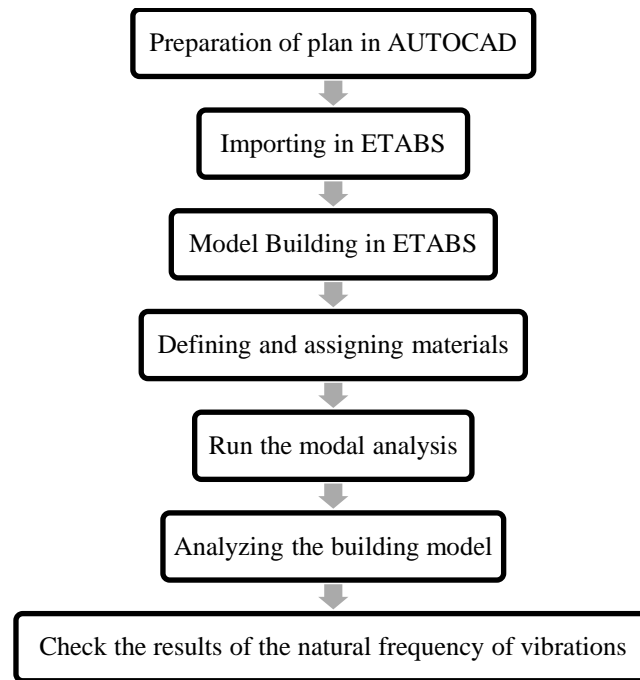 Preparation of plan in AUTOCAD
Importing in ETABS
Model Building in ETABS
Defining and assigning materials
Run the modal analysis
Analyzing the building model
Check the results of the natural frequency of vibrations